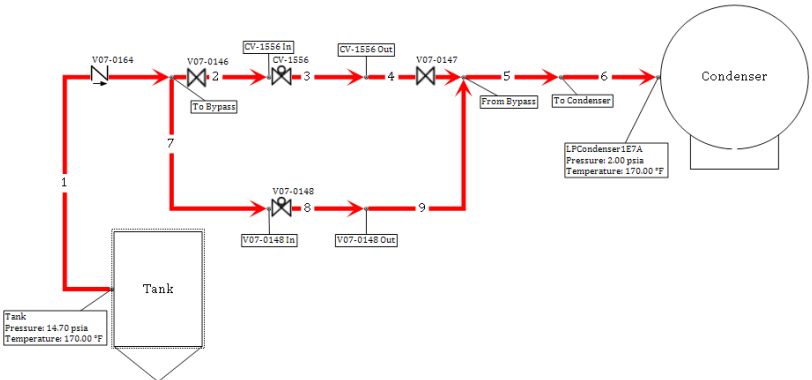 V07-0164
V07-0146
CV-1556 In
CV-1556
CV-1556 Out
V07-0147
Condenser
2
3
4
5
6
To Bypass
From Bypass
To Condenser
LPCondenser1E7A
Pressure: 2.00 psia
Temperature: 170.00 °F
7
1
V07-0148
8
9
V07-0148 In
V07-0148 Out
Tank
Tank
Pressure: 14.70 psia
Temperature: 170.00 °F